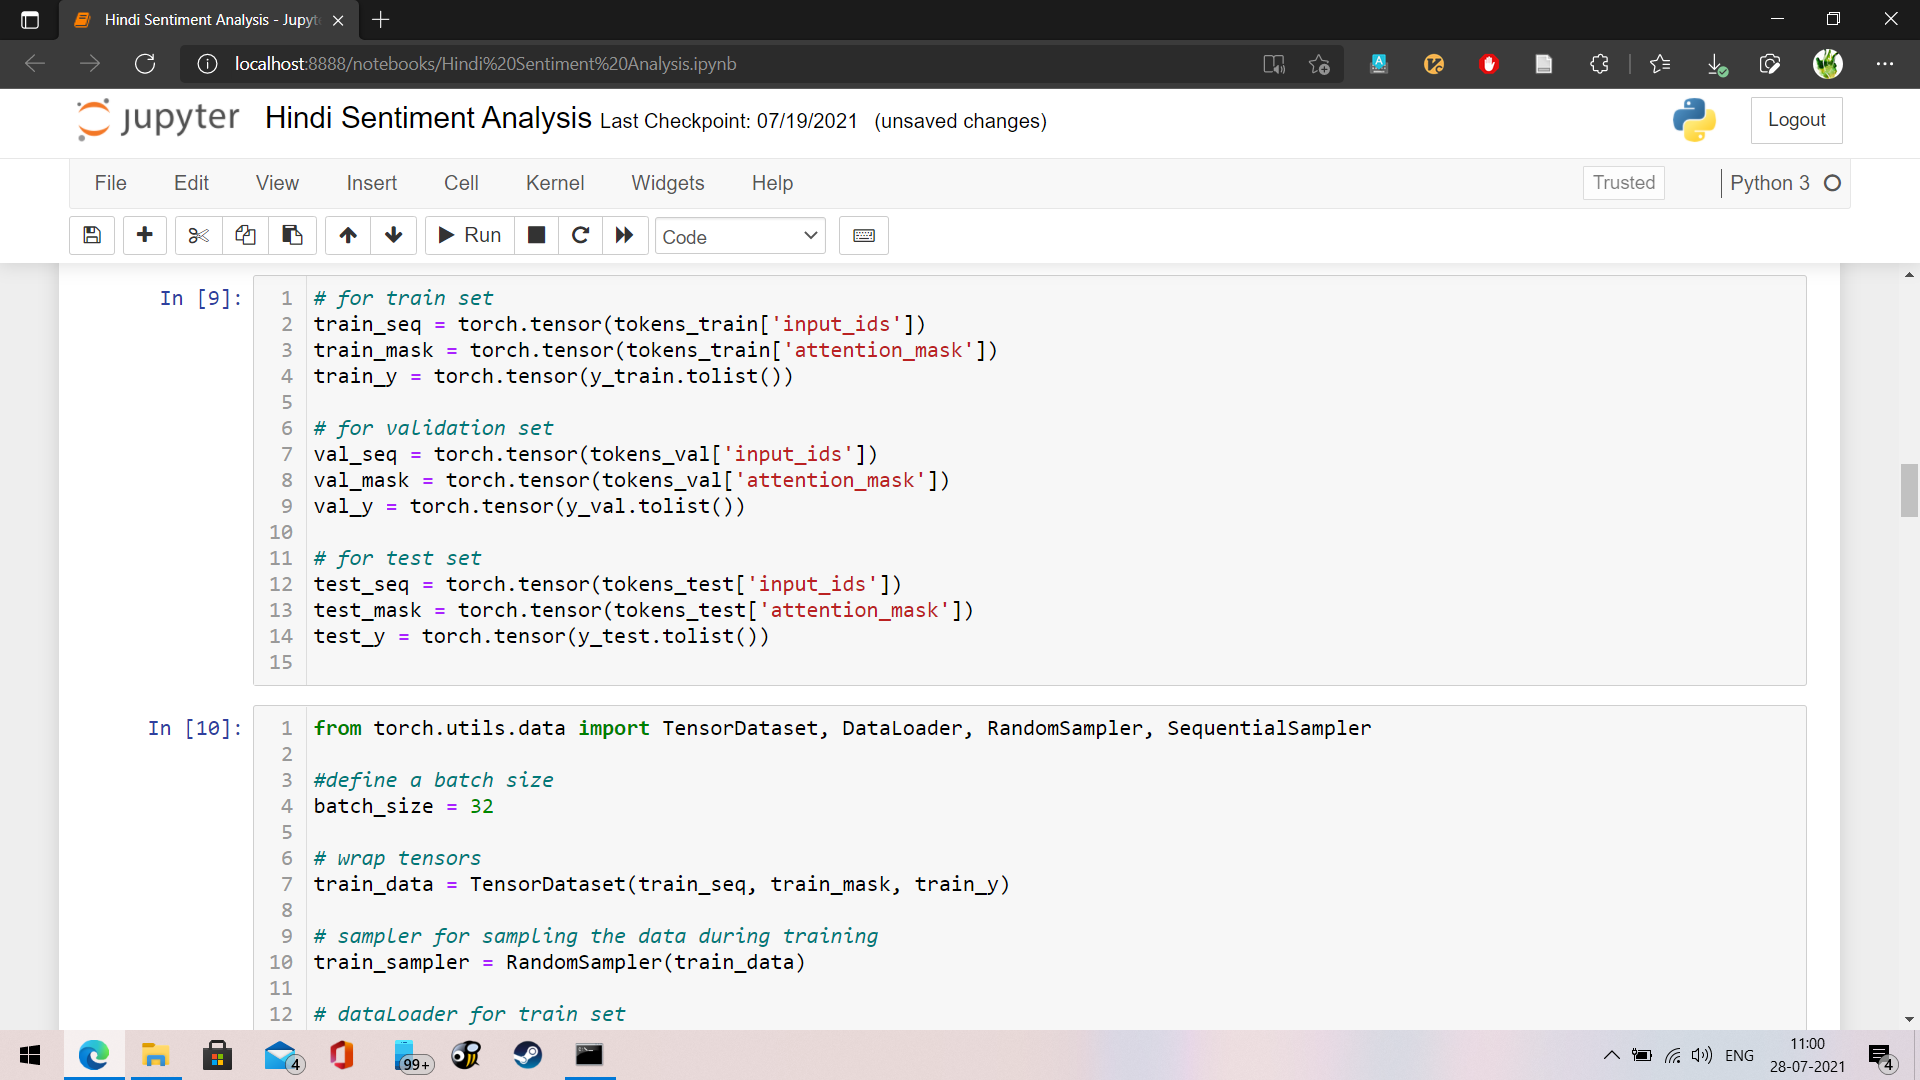 Hindi Sentiment Analysis - Jupyt
localhost:8888/notebooks/Hindi%20Sentiment%20Analysis.ipynb
jupyter Hindi Sentiment Analysis Last Checkpoint: 07/19/2021 (unsaved changes)
Logout
File Edit View Insert Cell Kernel Widgets Help
Trusted
Python 3
Run
Code
In [9]:
1 # for train set
2 train_seq = torch.tensor(tokens_train['input_ids'])
3 train_mask = torch.tensor(tokens_train['attention_mask'])
4 train_y = torch.tensor(y_train.tolist())
5
6 # for validation set
7 val_seq = torch.tensor(tokens_val['input_ids'])
8 val_mask = torch.tensor(tokens_val['attention_mask'])
9 val_y = torch.tensor(y_val.tolist())
10
11 # for test set
12 test_seq = torch.tensor(tokens_test['input_ids'])
13 test_mask = torch.tensor(tokens_test['attention_mask'])
14 test_y = torch.tensor(y_test.tolist())
15
In [10]:
1 from torch.utils.data import TensorDataset, DataLoader, RandomSampler, SequentialSampler
2
3 #define a batch size
4 batch_size = 32
5
6 # wrap tensors
7 train_data = TensorDataset(train_seq, train_mask, train_y)
8
9 # sampler for sampling the data during training
10 train_sampler = RandomSampler(train_data)
11
12 # dataLoader for train set
4
99+
ENG
11:00
28-07-2021
4